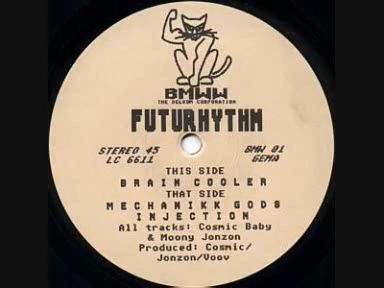 BMWW
THE DELKOM CORPORATION
FUTURHYTHM
STEREO 45
LC 6611
BMW 01
GEMA
THIS SIDE
BRAIN COOLER
THAT SIDE
MECHANIKK GODS
INJECTION
All tracks: Cosmic Baby
& Moony Jonzon
Produced: Cosmic/
Jonzon/Voov